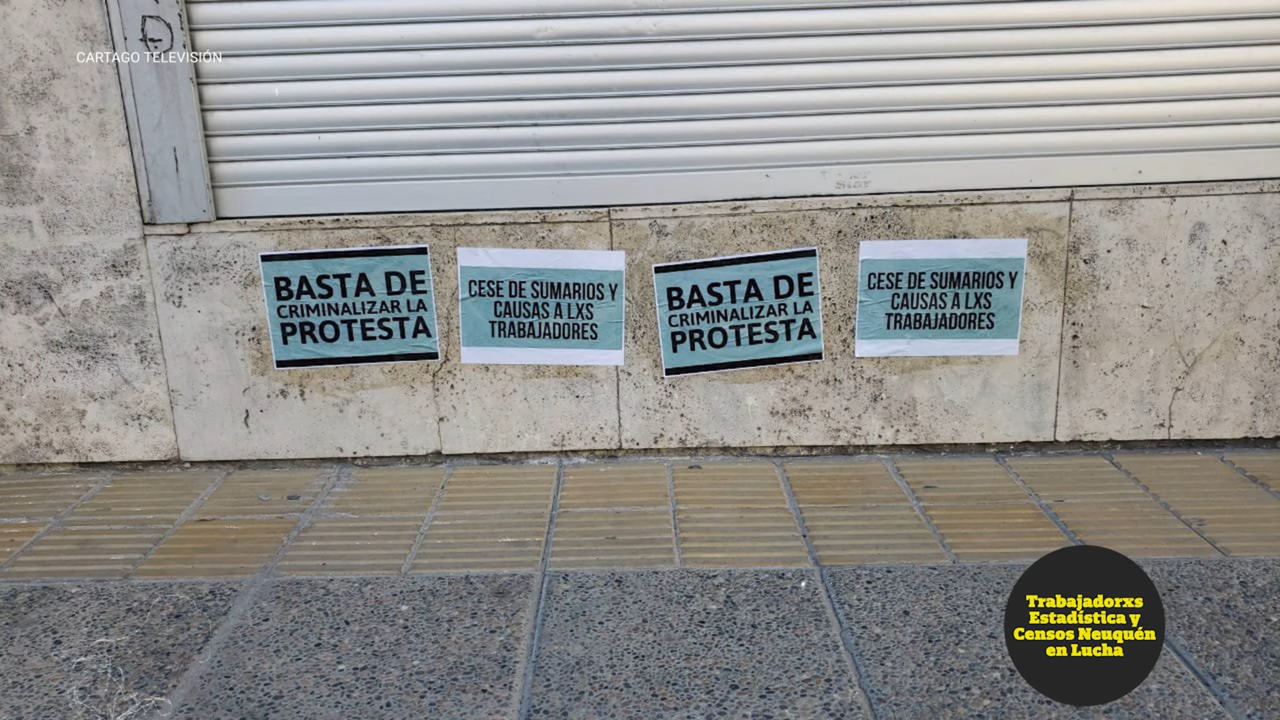 CARTAGO TELEVISIÓN
BASTA DE
CRIMINALIZAR LA
PROTESTA
CESE DE SUMARIOS Y
CAUSAS A LXS
TRABAJADORES
BASTA DE
CRIMINALIZAR LA
PROTESTA
CESE DE SUMARIOS Y
CAUSAS A LXS
TRABAJADORES
Trabajadorxs
Estadística y
Censos Neuquén
en Lucha